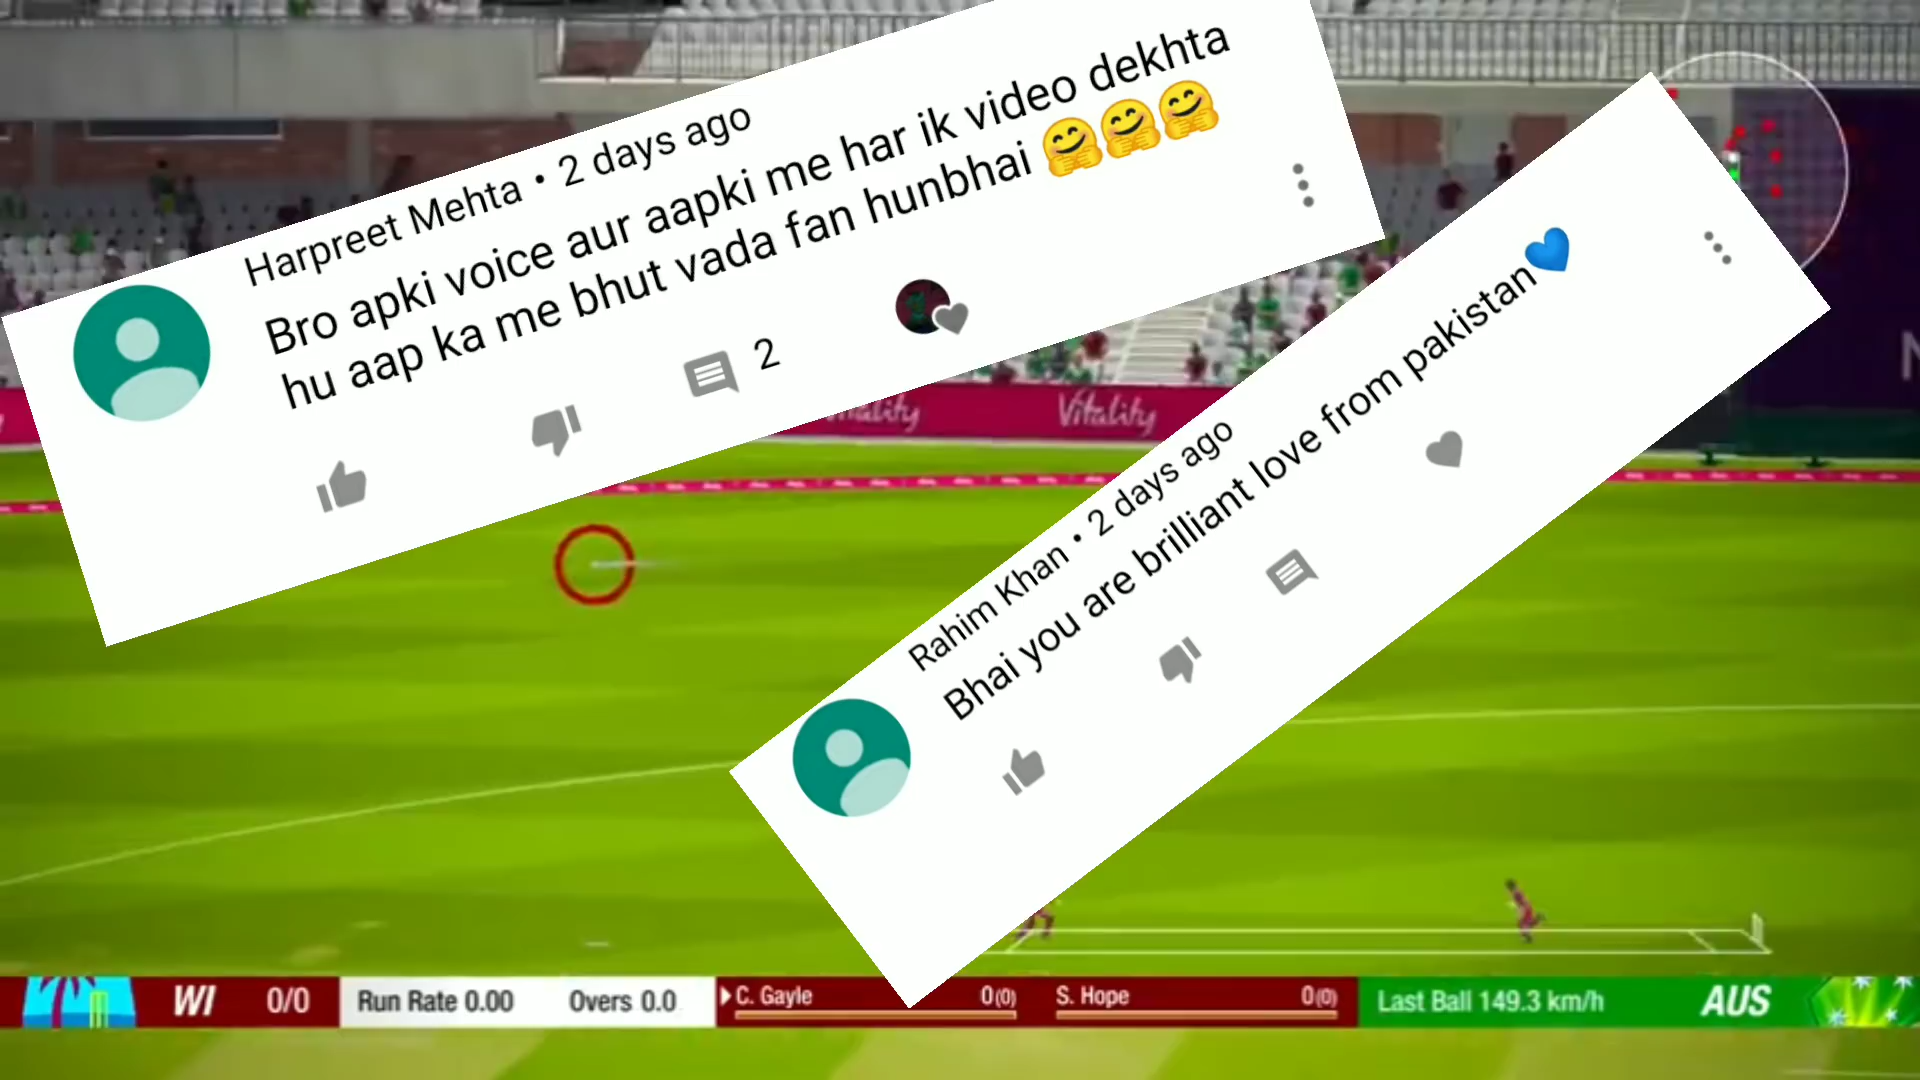 Harpreet Mehta • 2 days ago
Bro apki voice aur aapki me har ik video dekhta
hu aap ka me bhut vada fan hunbhai 🤗🤗🤗
2
Vitality
Rahim Khan • 2 days ago
Bhai you are brilliant love from pakistan💙
WI 0/0 Run Rate 0.00 Overs 0.0 C. Gayle 0(0) S. Hope 0(0) Last Ball 149.3 km/h AUS